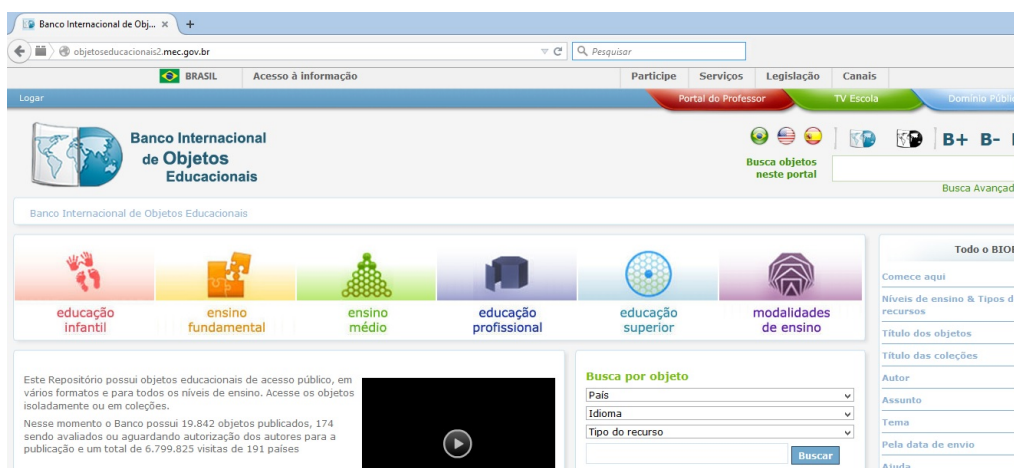 Banco Internacional de Obj... × +
objetoseducacionais2.mec.gov.br
Pesquisar
BRASIL Acesso à informação Participe Serviços Legislação Canais
Logar Portal do Professor TV Escola Domínio Públi
Banco Internacional
de Objetos
Educacionais
B+ B-
Busca objetos
neste portal
Busca Avançad
Banco Internacional de Objetos Educacionais
educação
infantil
ensino
fundamental
ensino
médio
educação
profissional
educação
superior
modalidades
de ensino
Este Repositório possui objetos educacionais de acesso público, em
vários formatos e para todos os níveis de ensino. Acesse os objetos
isoladamente ou em coleções.
Nesse momento o Banco possui 19.842 objetos publicados, 174
sendo avaliados ou aguardando autorização dos autores para a
publicação e um total de 6.799.825 visitas de 191 países
Busca por objeto
País
Idioma
Tipo do recurso
Buscar
Todo o BIO
Comece aqui
Níveis de ensino & Tipos d
recursos
Título dos objetos
Título das coleções
Autor
Assunto
Tema
Pela data de envio
Ajuda